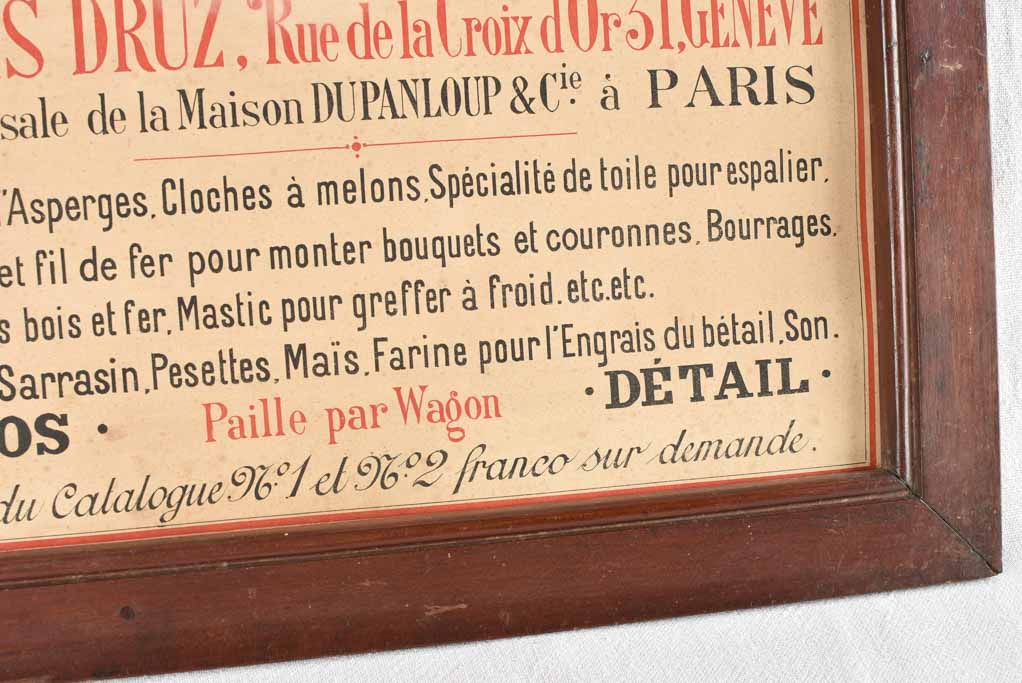 S DRUZ, Rue de la Croix d'Or 31, GENÈVE
sale de la Maison DUPANLOUP & Cie. à PARIS
d'Asperges, Cloches à melons, Spécialité de toile pour espalier,
et fil de fer pour monter bouquets et couronnes, Bourrages,
s bois et fer, Mastic pour greffer à froid. etc. etc.
Sarrasin, Pesettes, Maïs, Farine pour l'Engrais du bétail, Son.
OS · Paille par Wagon · DÉTAIL ·
du Catalogue No. 1 et No. 2 franco sur demande.